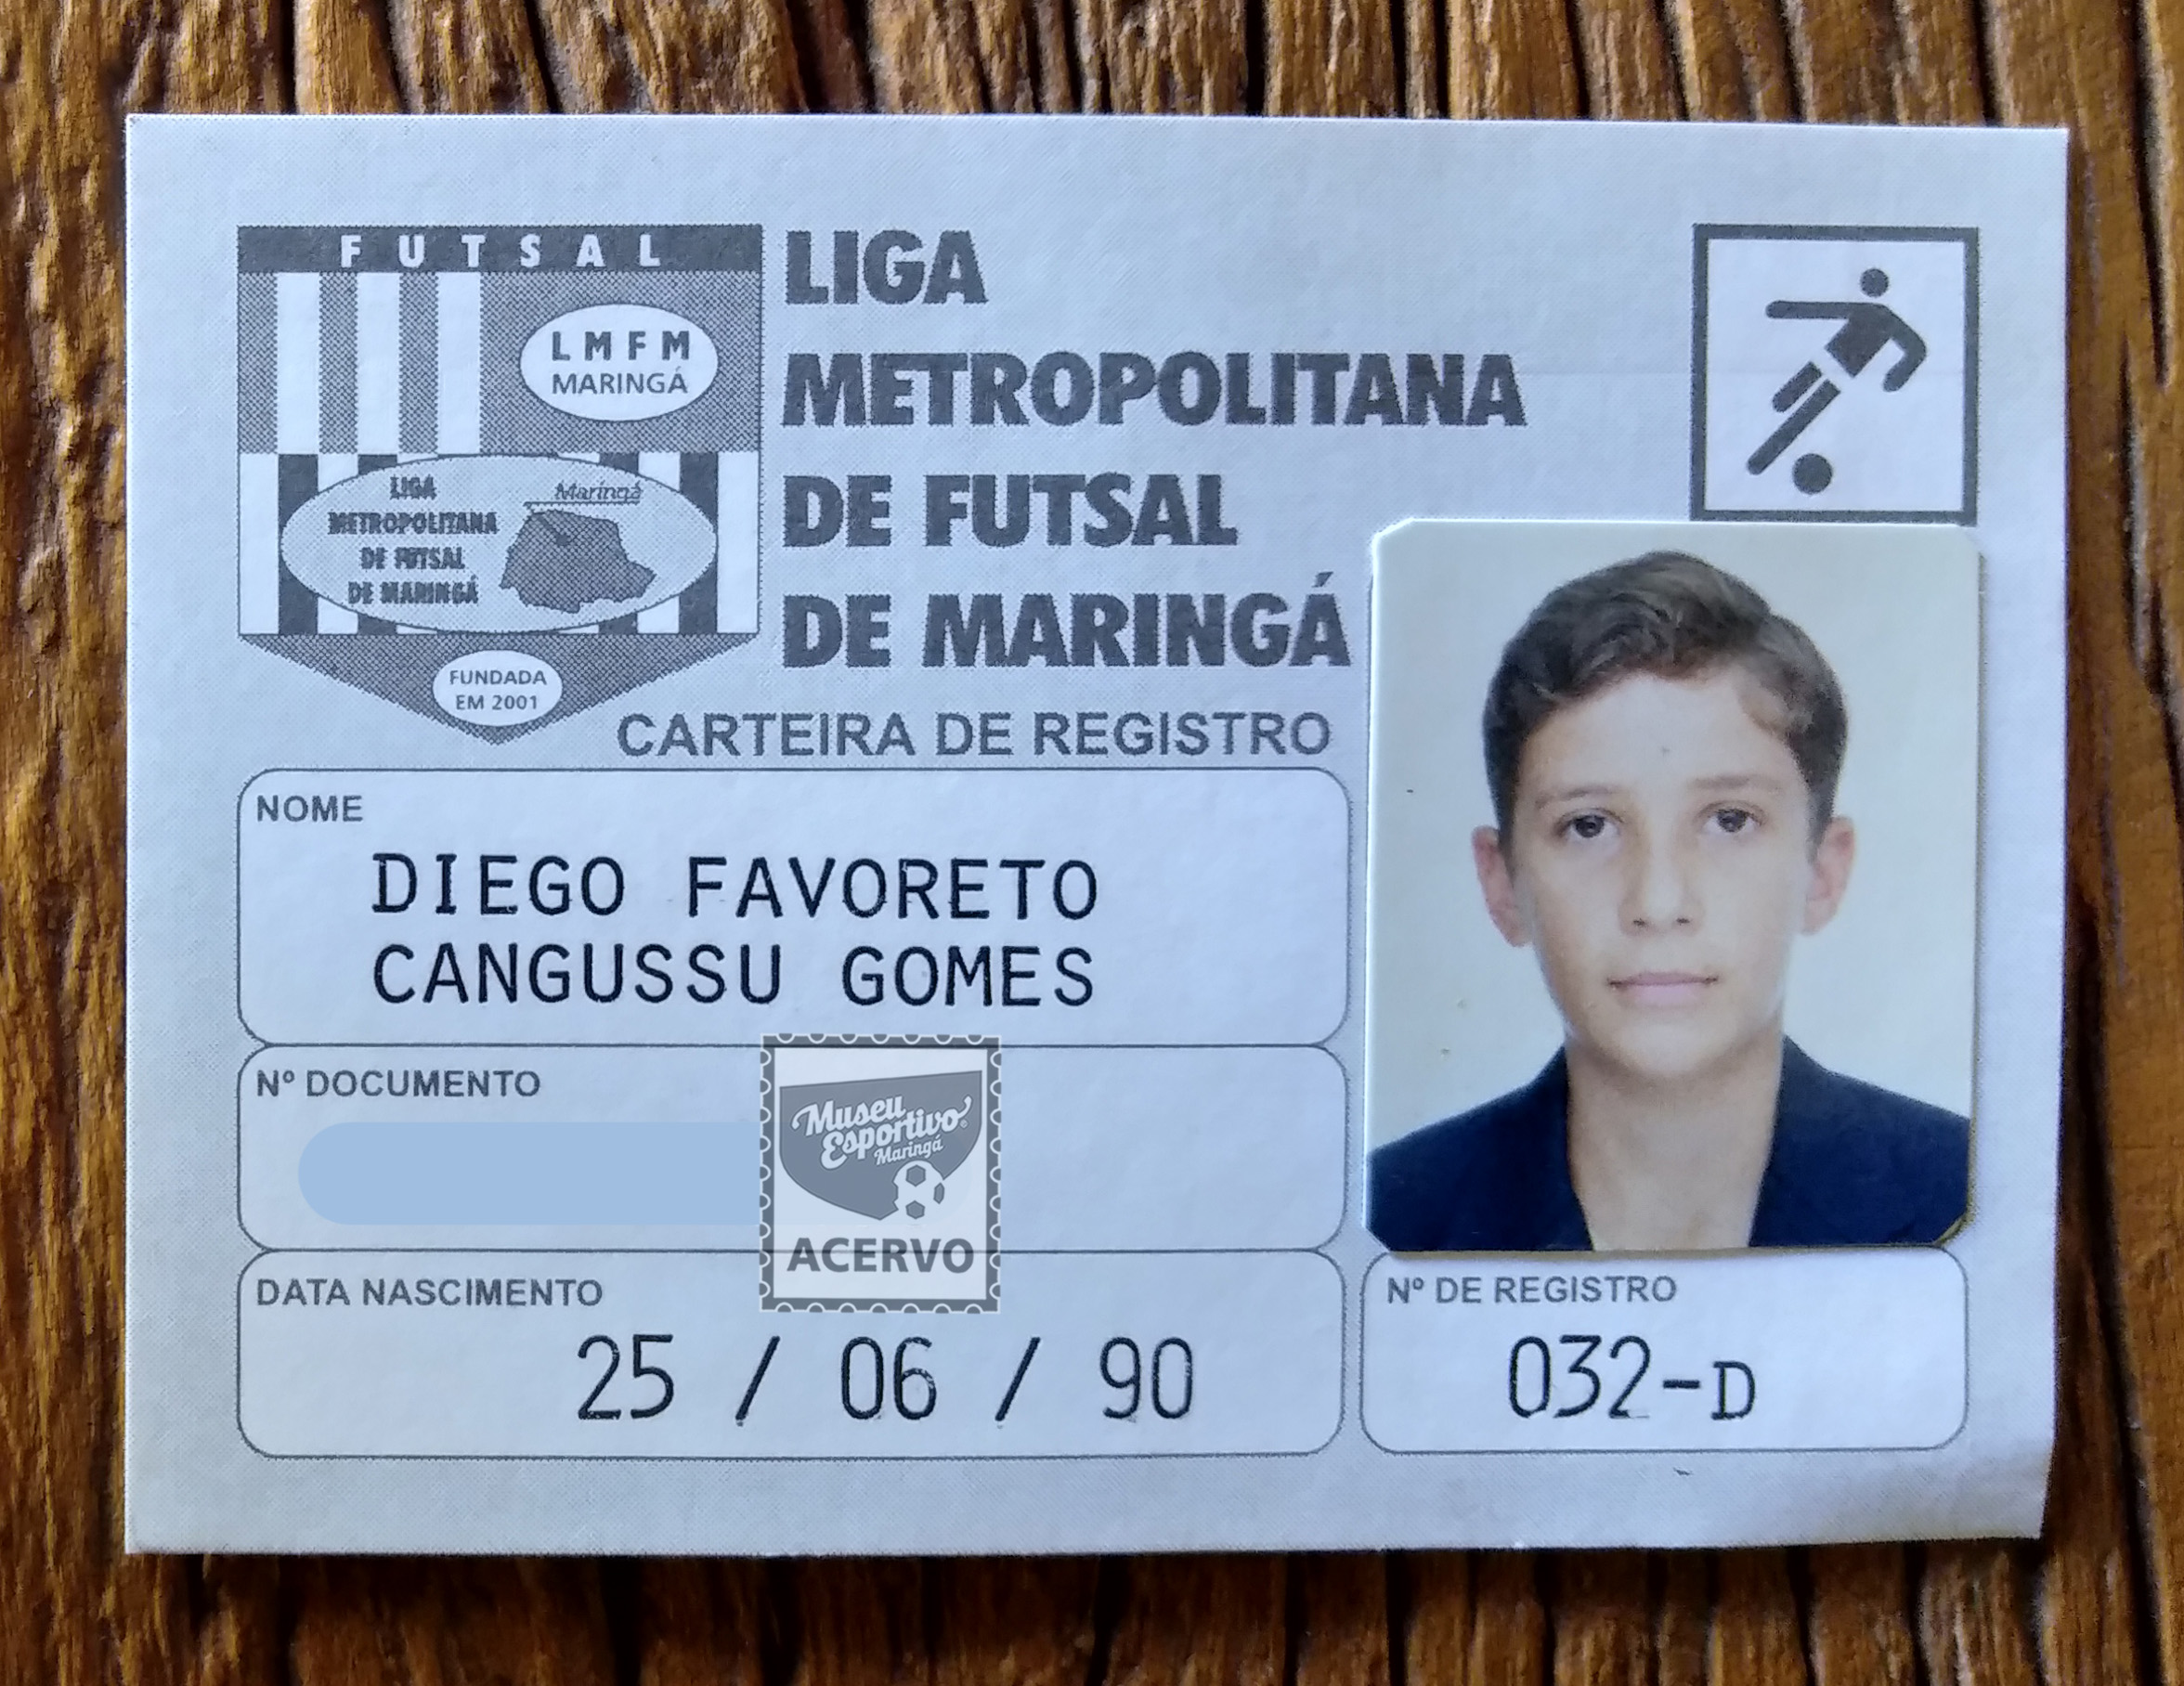 FUTSAL
LMFM
MARINGÁ
LIGA
METROPOLITANA
DE FUTSAL
DE MARINGÁ
Maringá
FUNDADA
EM 2001
LIGA
METROPOLITANA
DE FUTSAL
DE MARINGÁ
CARTEIRA DE REGISTRO
NOME
DIEGO FAVORETO
CANGUSSU GOMES
Nº DOCUMENTO
Museu
Esportivo
Maringá
ACERVO
DATA NASCIMENTO
25 / 06 / 90
Nº DE REGISTRO
032-D